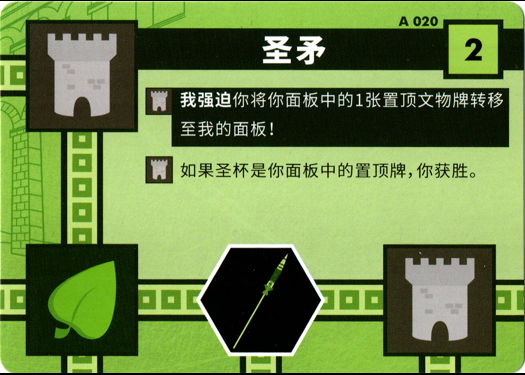 A 020
圣矛
2
我强迫你将你面板中的1张置顶文物牌转移
至我的面板！
如果圣杯是你面板中的置顶牌，你获胜。